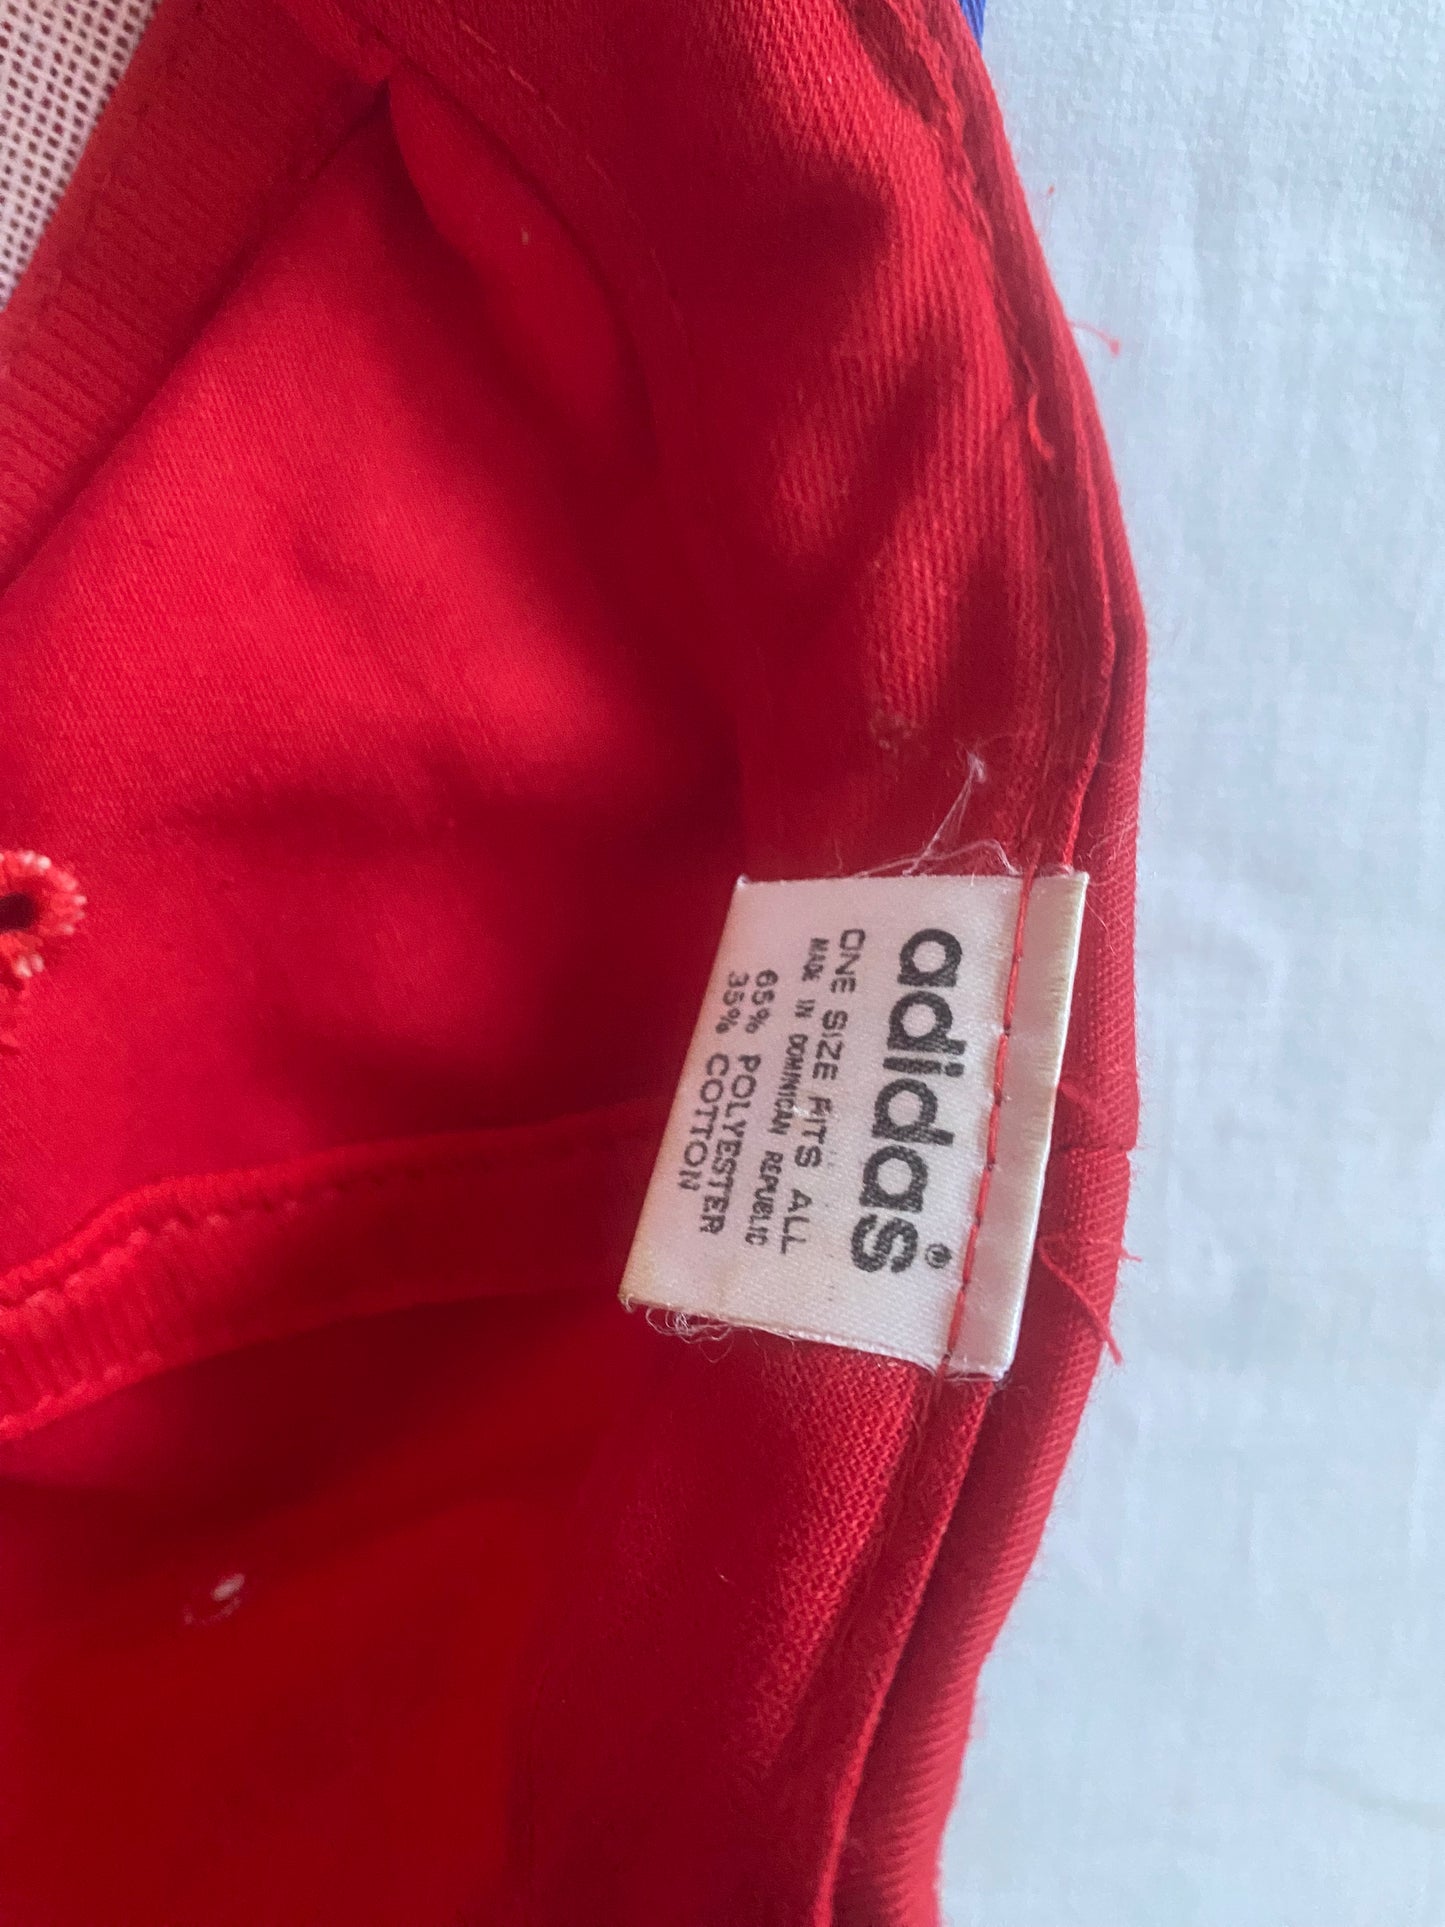 adidas®
ONE SIZE FITS ALL
MADE IN DOMINICAN REPUBLIC
65% POLYESTER
35% COTTON